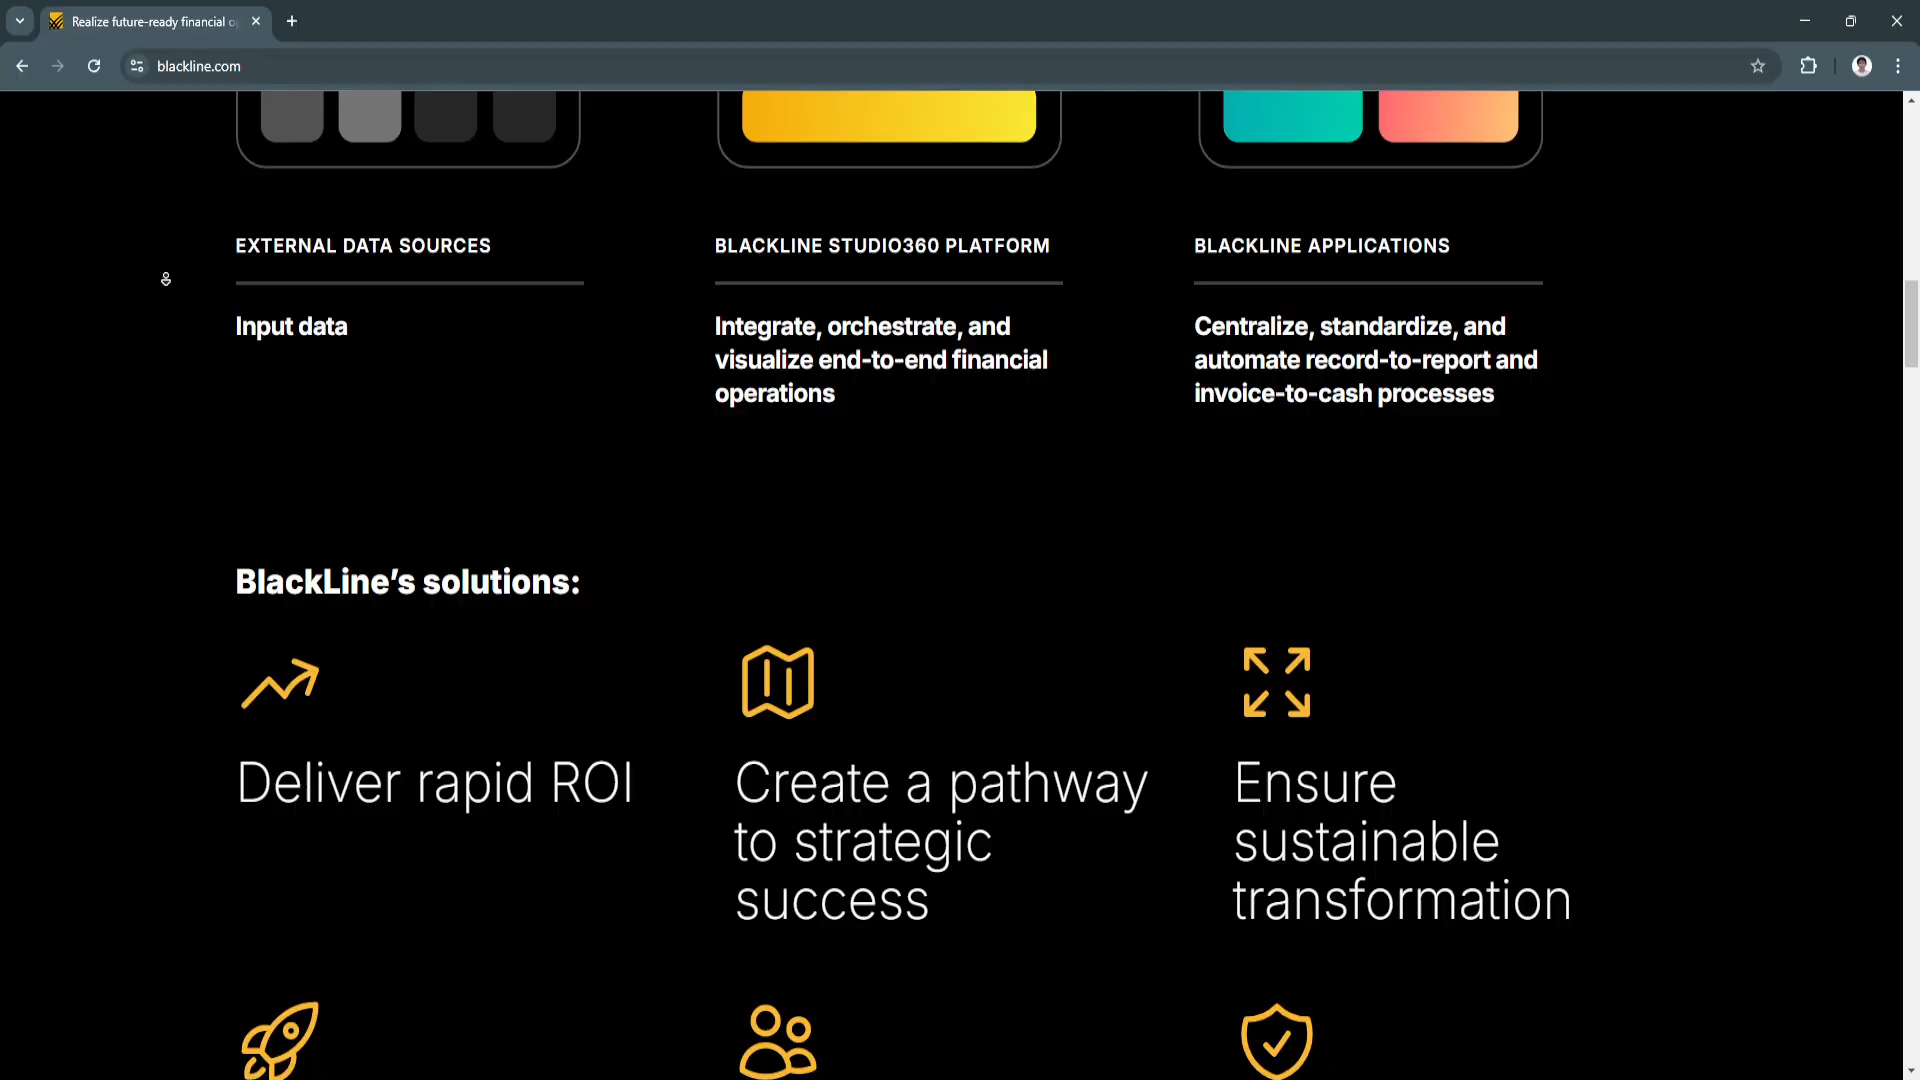 Realize future-ready financial o
blackline.com
EXTERNAL DATA SOURCES
Input data
BLACKLINE STUDIO360 PLATFORM
Integrate, orchestrate, and
visualize end-to-end financial
operations
BLACKLINE APPLICATIONS
Centralize, standardize, and
automate record-to-report and
invoice-to-cash processes
BlackLine’s solutions:
Deliver rapid ROI
Create a pathway
to strategic
success
Ensure
sustainable
transformation